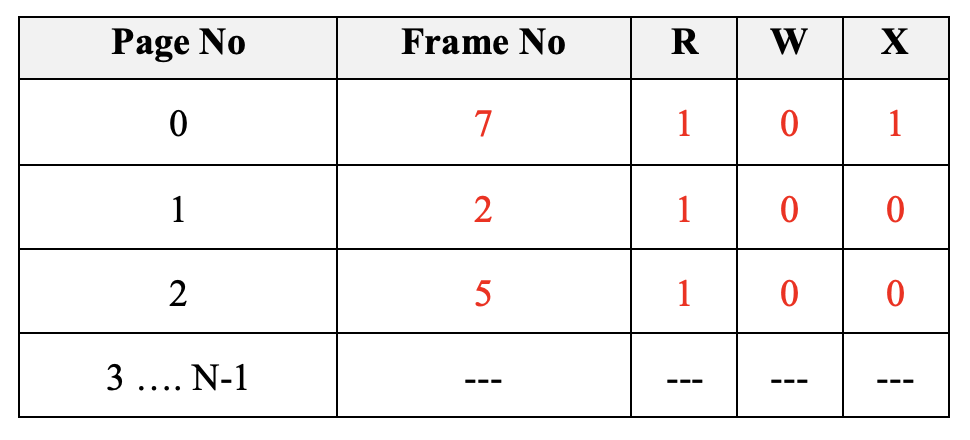 Page No Frame No R W X
0 7 1 0 1
1 2 1 0 0
2 5 1 0 0
3 .... N-1 --- --- --- ---